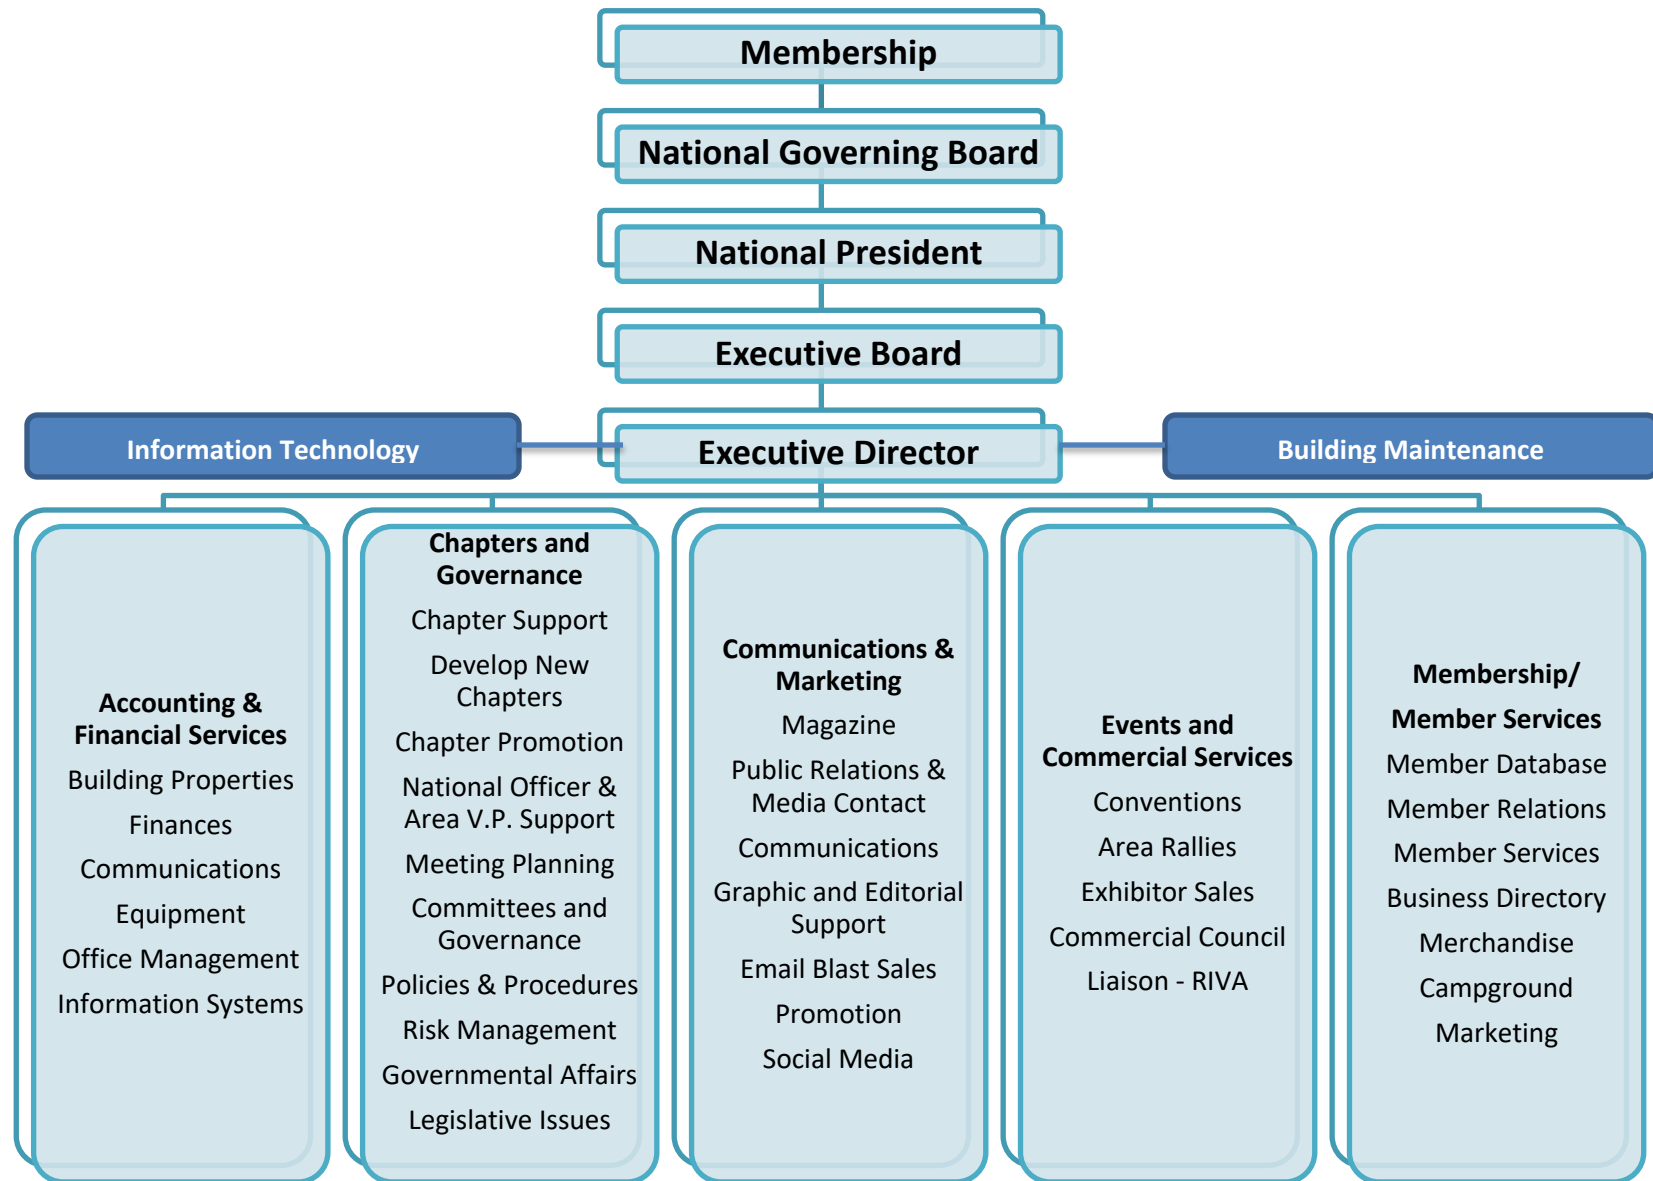 Membership
National Governing Board
National President
Executive Board
Information Technology
Executive Director
Building Maintenance
Accounting &
Financial Services
Building Properties
Finances
Communications
Equipment
Office Management
Information Systems
Chapters and
Governance
Chapter Support
Develop New
Chapters
Chapter Promotion
National Officer &
Area V.P. Support
Meeting Planning
Committees and
Governance
Policies & Procedures
Risk Management
Governmental Affairs
Legislative Issues
Communications &
Marketing
Magazine
Public Relations &
Media Contact
Communications
Graphic and Editorial
Support
Email Blast Sales
Promotion
Social Media
Events and
Commercial Services
Conventions
Area Rallies
Exhibitor Sales
Commercial Council
Liaison - RIVA
Membership/
Member Services
Member Database
Member Relations
Member Services
Business Directory
Merchandise
Campground
Marketing